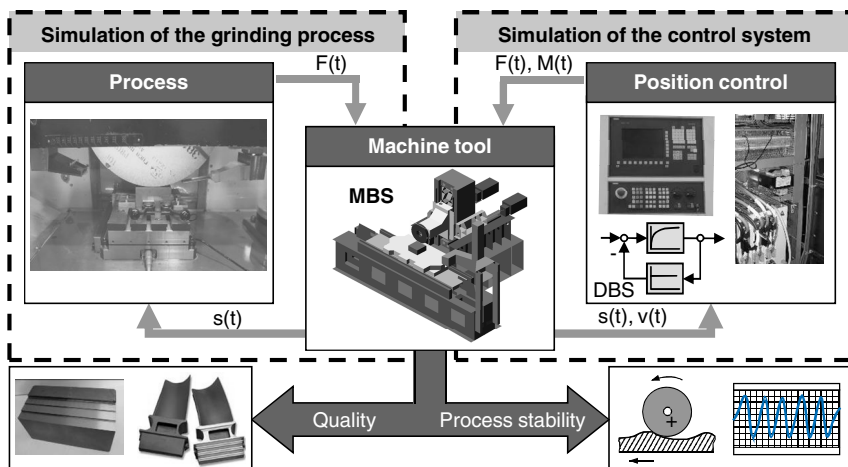 Simulation of the grinding process
Simulation of the control system
F(t)
F(t), M(t)
Process
Position control
Machine tool
MBS
-
DBS
s(t)
s(t), v(t)
Quality
Process stability
+